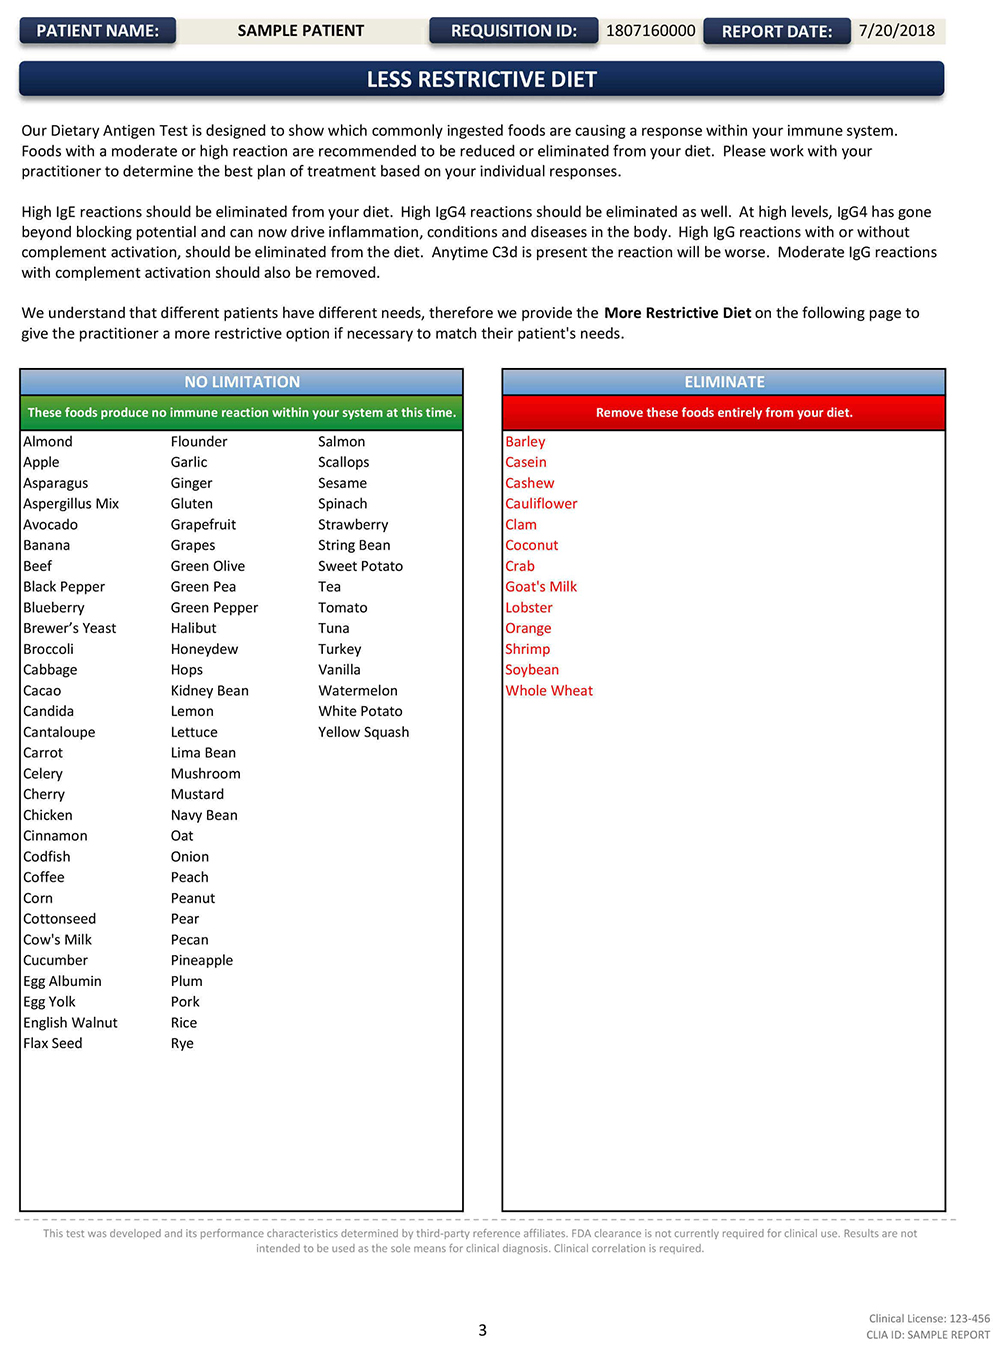 PATIENT NAME: SAMPLE PATIENT REQUISITION ID: 1807160000 REPORT DATE: 7/20/2018
LESS RESTRICTIVE DIET
Our Dietary Antigen Test is designed to show which commonly ingested foods are causing a response within your immune system.
Foods with a moderate or high reaction are recommended to be reduced or eliminated from your diet. Please work with your
practitioner to determine the best plan of treatment based on your individual responses.
High IgE reactions should be eliminated from your diet. High IgG4 reactions should be eliminated as well. At high levels, IgG4 has gone
beyond blocking potential and can now drive inflammation, conditions and diseases in the body. High IgG reactions with or without
complement activation, should be eliminated from the diet. Anytime C3d is present the reaction will be worse. Moderate IgG reactions
with complement activation should also be removed.
We understand that different patients have different needs, therefore we provide the More Restrictive Diet on the following page to
give the practitioner a more restrictive option if necessary to match their patient's needs.
NO LIMITATION
These foods produce no immune reaction within your system at this time.
Almond
Apple
Asparagus
Aspergillus Mix
Avocado
Banana
Beef
Black Pepper
Blueberry
Brewer’s Yeast
Broccoli
Cabbage
Cacao
Candida
Cantaloupe
Carrot
Celery
Cherry
Chicken
Cinnamon
Codfish
Coffee
Corn
Cottonseed
Cow's Milk
Cucumber
Egg Albumin
Egg Yolk
English Walnut
Flax Seed
Flounder
Garlic
Ginger
Gluten
Grapefruit
Grapes
Green Olive
Green Pea
Green Pepper
Halibut
Honeydew
Hops
Kidney Bean
Lemon
Lettuce
Lima Bean
Mushroom
Mustard
Navy Bean
Oat
Onion
Peach
Peanut
Pear
Pecan
Pineapple
Plum
Pork
Rice
Rye
Salmon
Scallops
Sesame
Spinach
Strawberry
String Bean
Sweet Potato
Tea
Tomato
Tuna
Turkey
Vanilla
Watermelon
White Potato
Yellow Squash
ELIMINATE
Remove these foods entirely from your diet.
Barley
Casein
Cashew
Cauliflower
Clam
Coconut
Crab
Goat's Milk
Lobster
Orange
Shrimp
Soybean
Whole Wheat
This test was developed and its performance characteristics determined by third-party reference affiliates. FDA clearance is not currently required for clinical use. Results are not
intended to be used as the sole means for clinical diagnosis. Clinical correlation is required.
3
Clinical License: 123-456
CLIA ID: SAMPLE REPORT